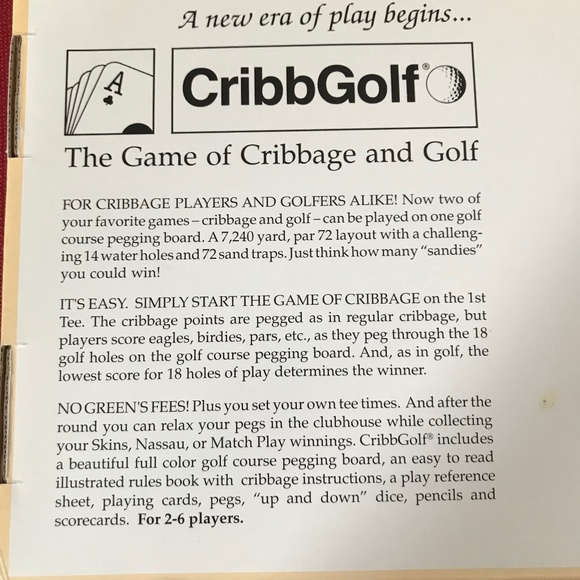 A new era of play begins...
A
CribbGolf®
The Game of Cribbage and Golf
FOR CRIBBAGE PLAYERS AND GOLFERS ALIKE! Now two of
your favorite games – cribbage and golf – can be played on one golf
course pegging board. A 7,240 yard, par 72 layout with a challeng-
ing 14 water holes and 72 sand traps. Just think how many "sandies"
you could win!
IT'S EASY. SIMPLY START THE GAME OF CRIBBAGE on the 1st
Tee. The cribbage points are pegged as in regular cribbage, but
players score eagles, birdies, pars, etc., as they peg through the 18
golf holes on the golf course pegging board. And, as in golf, the
lowest score for 18 holes of play determines the winner.
NO GREEN'S FEES! Plus you set your own tee times. And after the
round you can relax your pegs in the clubhouse while collecting
your Skins, Nassau, or Match Play winnings. CribbGolf® includes
a beautiful full color golf course pegging board, an easy to read
illustrated rules book with cribbage instructions, a play reference
sheet, playing cards, pegs, "up and down" dice, pencils and
scorecards. For 2-6 players.